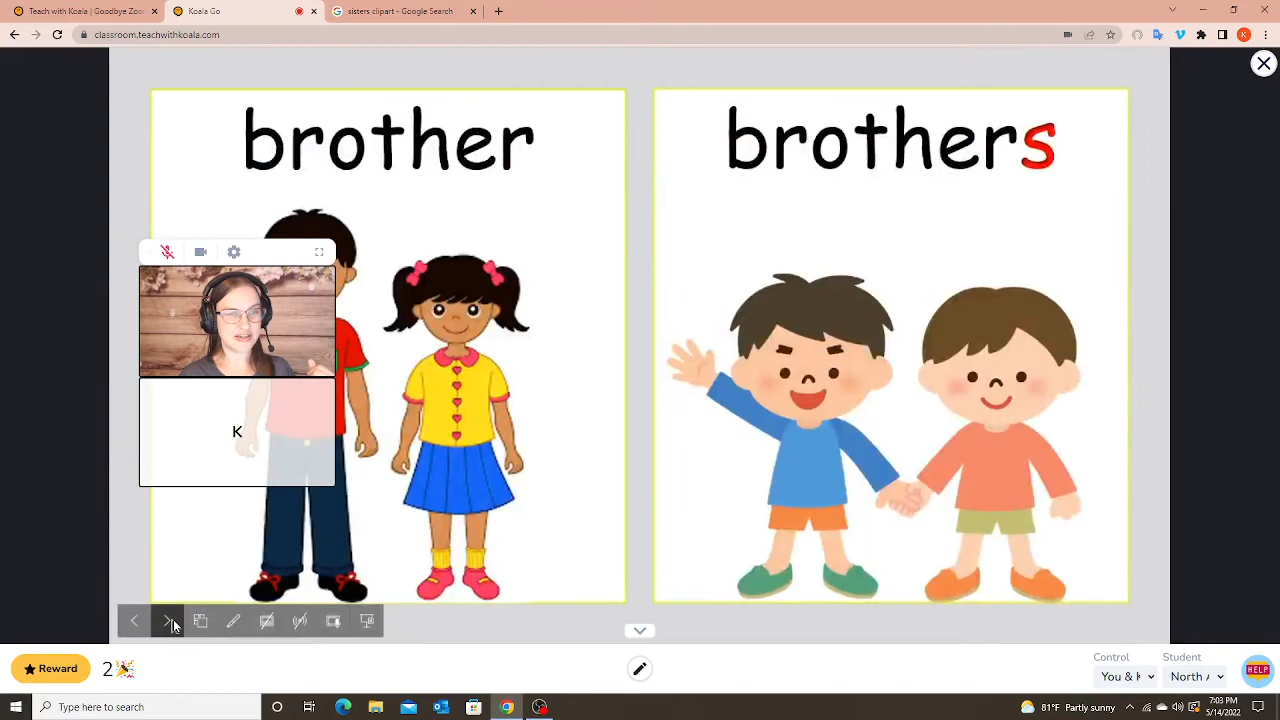 Teach with Koala | Goodbye Zoo
Koala Go
sisters clipart - Google Search
classroom.teachwithkoala.com
K
brother
brothers
K
Reward
2
Control
Student
You & K
North A
HELP
Type here to search
81°F Partly sunny
7:03 PM
5/14/2022